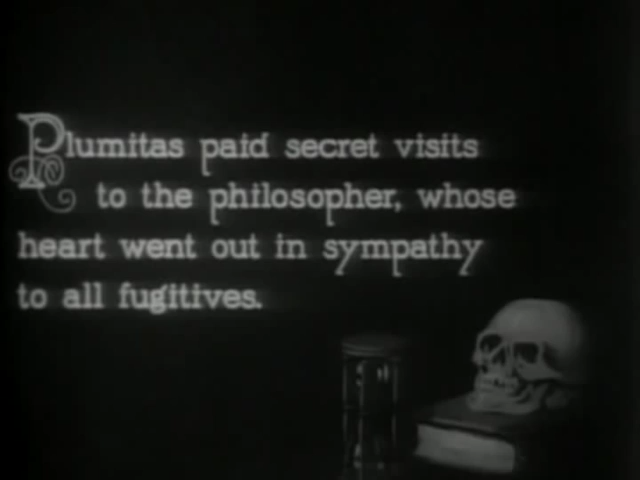 Plumitas paid secret visits
to the philosopher, whose
heart went out in sympathy
to all fugitives.